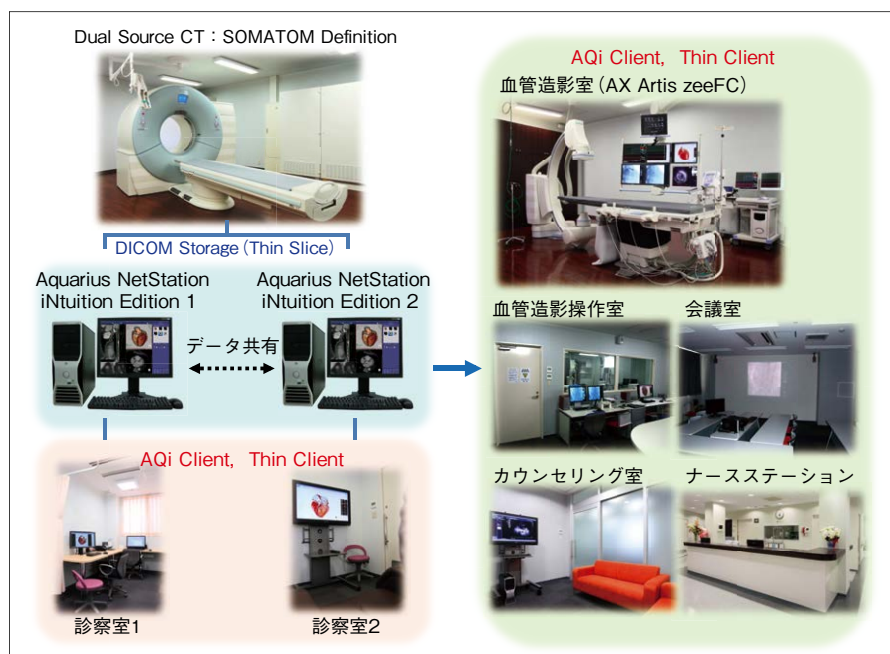 Dual Source CT：SOMATOM Definition
DICOM Storage（Thin Slice）
Aquarius NetStation
iNtuition Edition 1
Aquarius NetStation
iNtuition Edition 2
データ共有
AQi Client，Thin Client
診察室1
診察室2
AQi Client，Thin Client
血管造影室（AX Artis zeeFC）
血管造影操作室
会議室
カウンセリング室
ナースステーション